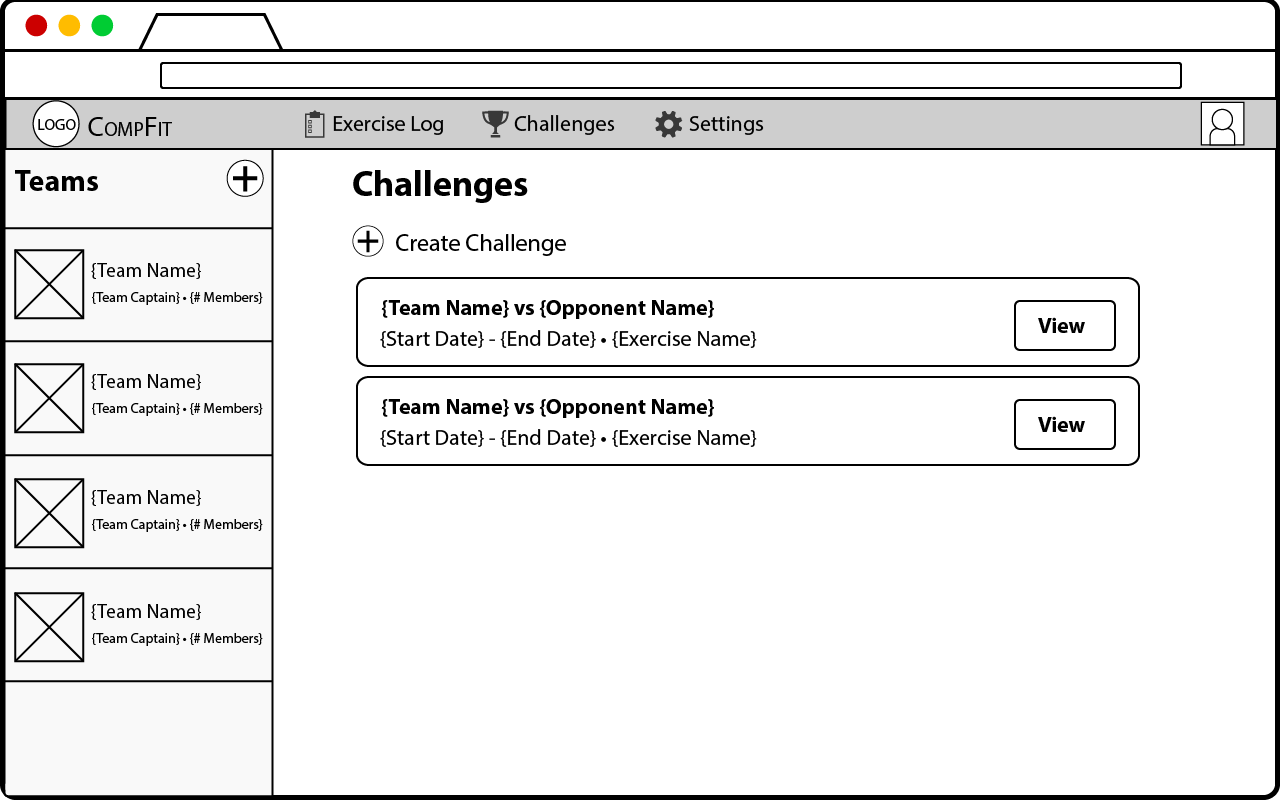 LOGO CompFit Exercise Log Challenges Settings
Teams
{Team Name}
{Team Captain} • {# Members}
{Team Name}
{Team Captain} • {# Members}
{Team Name}
{Team Captain} • {# Members}
{Team Name}
{Team Captain} • {# Members}
Challenges
Create Challenge
{Team Name} vs {Opponent Name}
{Start Date} - {End Date} • {Exercise Name}
View
{Team Name} vs {Opponent Name}
{Start Date} - {End Date} • {Exercise Name}
View